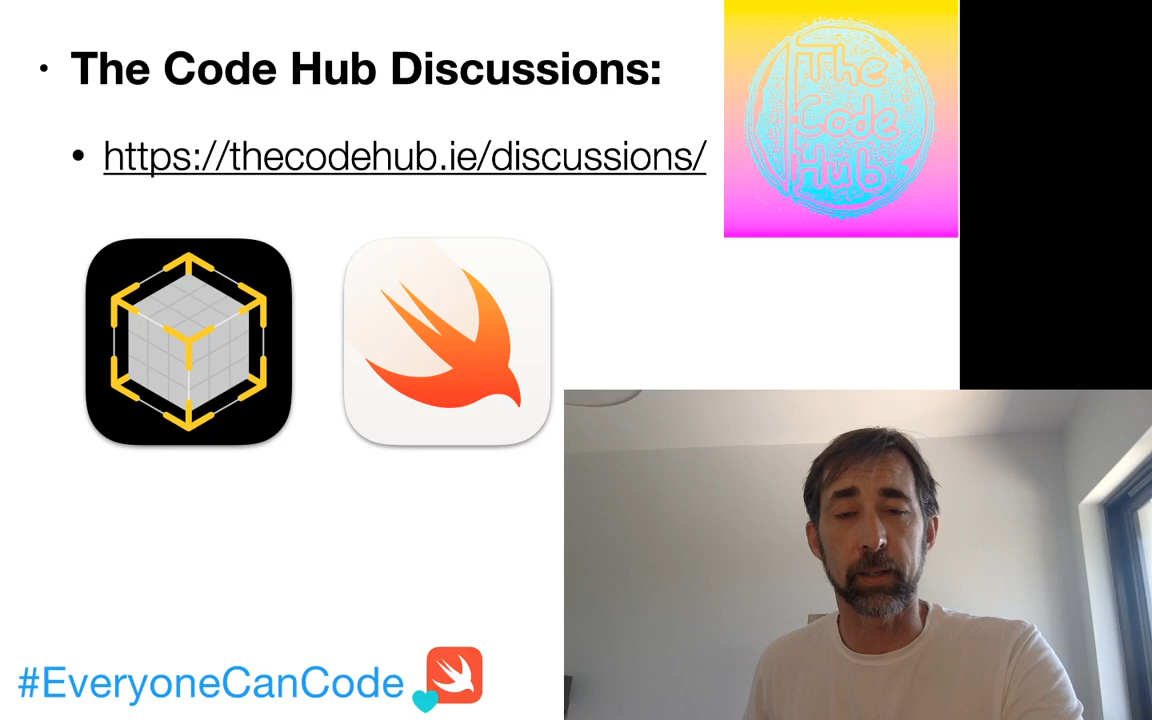 The Code Hub Discussions:
https://thecodehub.ie/discussions/
The
Code
Hub
#EveryoneCanCode